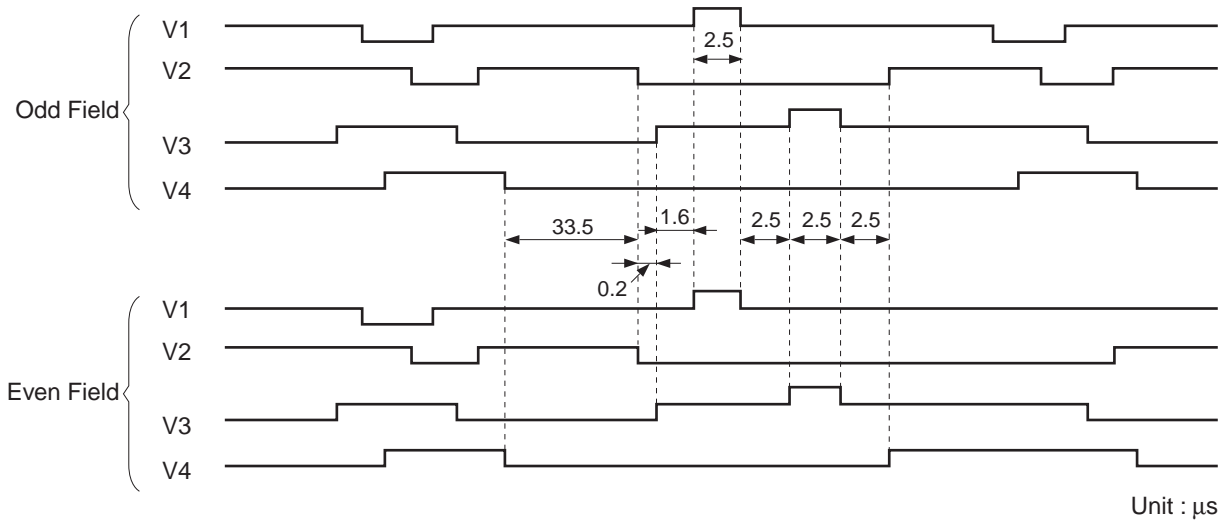 V1
2.5
V2
Odd Field
V3
V4
1.6
2.5 2.5 2.5
33.5
0.2
V1
V2
Even Field
V3
V4
Unit : μs